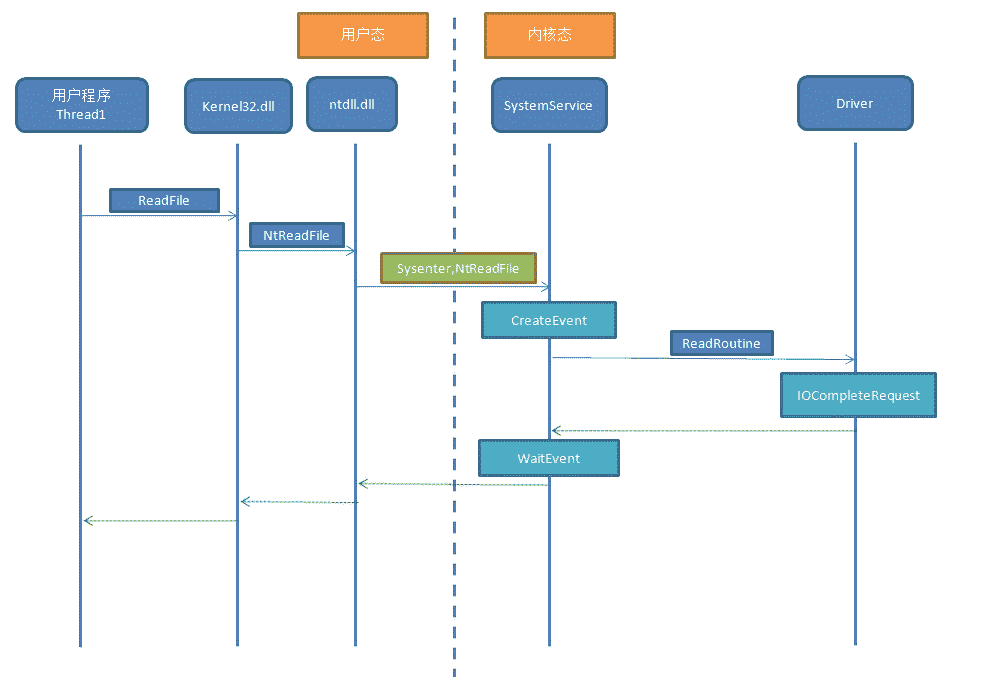 用户态
内核态
用户程序
Thread1
Kernel32.dll
ntdll.dll
SystemService
Driver
ReadFile
NtReadFile
Sysenter,NtReadFile
CreateEvent
ReadRoutine
IOCompleteRequest
WaitEvent